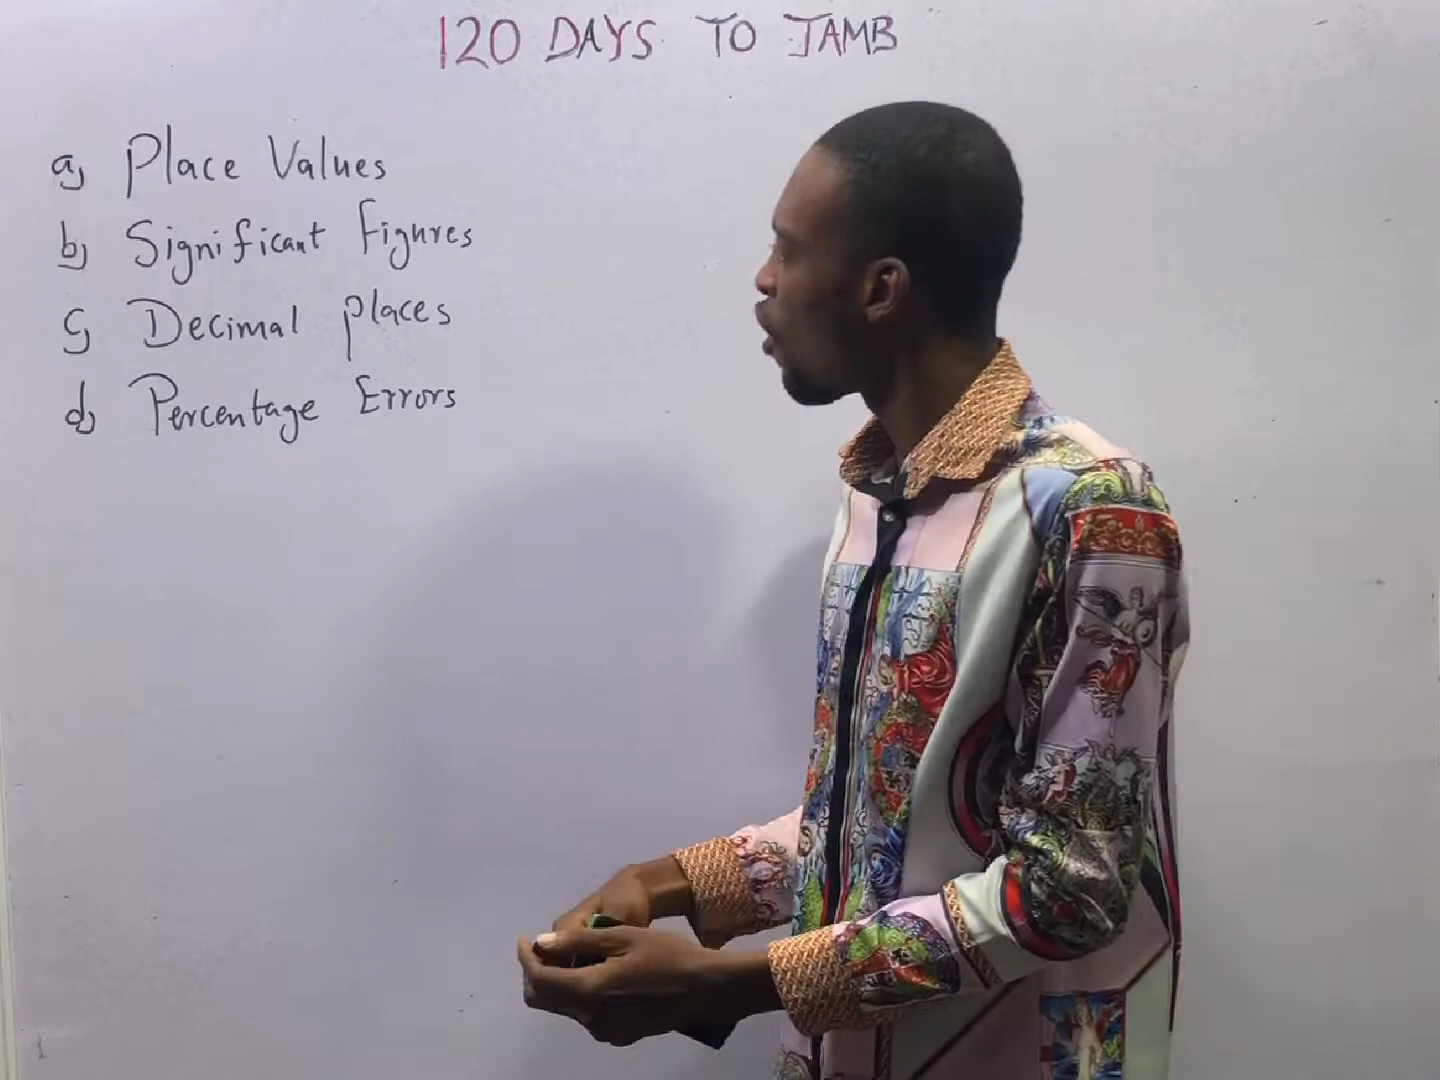 120 DAYS TO JAMB
a) Place Values
b) Significant Figures
c) Decimal places
d) Percentage Errors